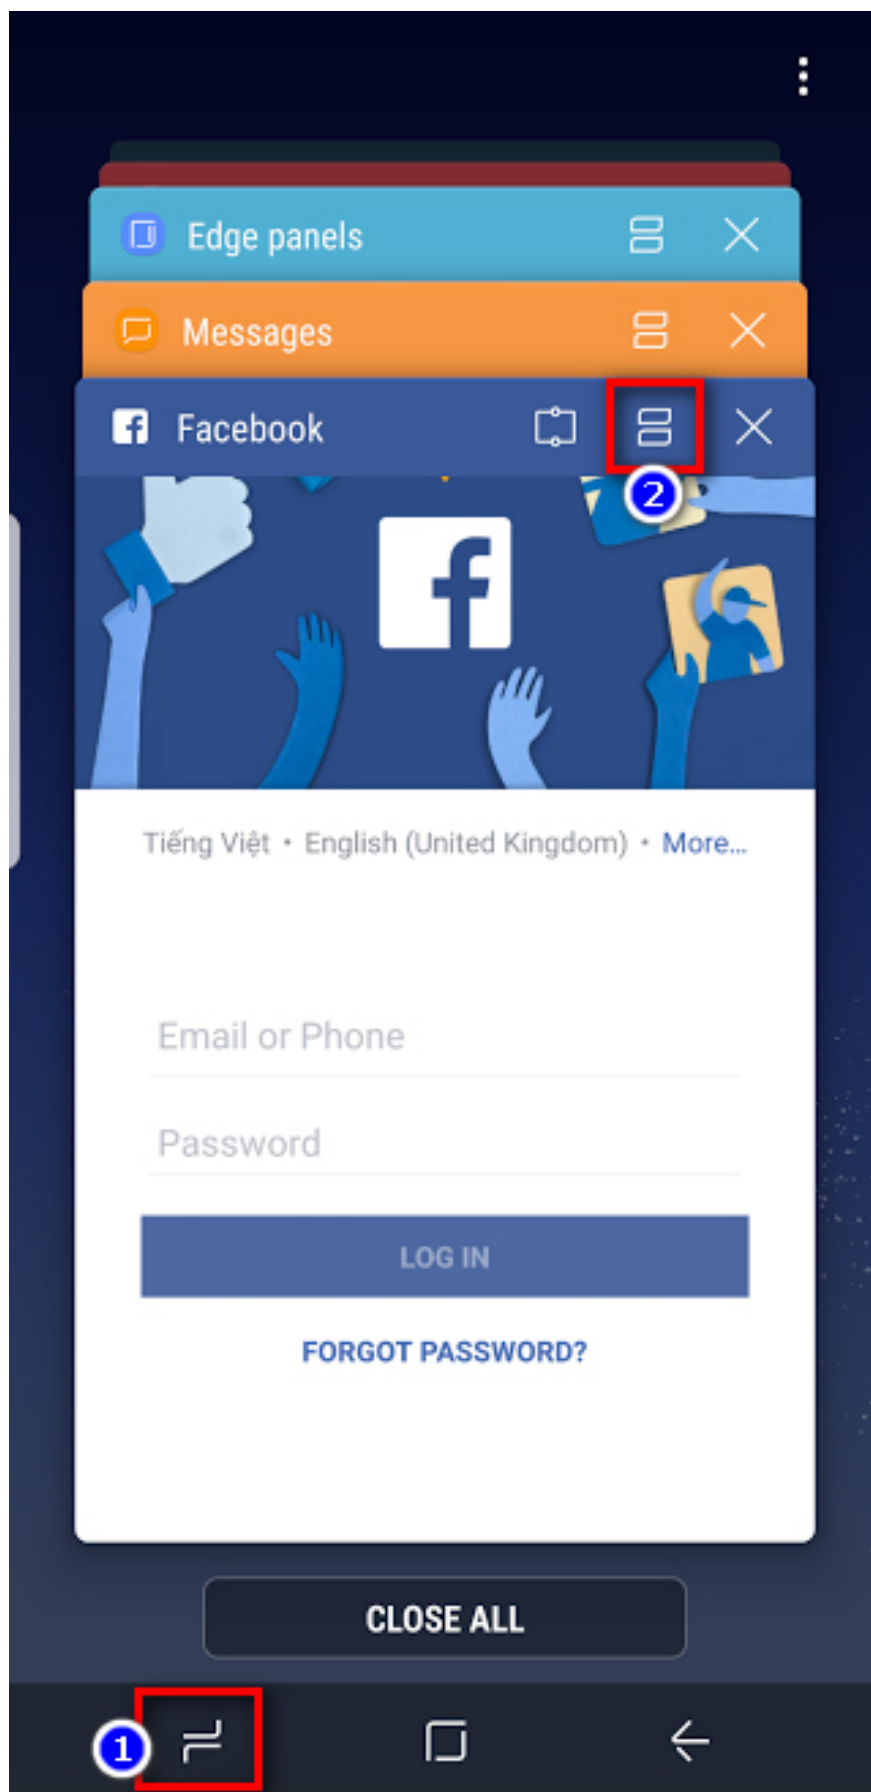 Edge panels
Messages
Facebook
2
Tiếng Việt • English (United Kingdom) • More...
Email or Phone
Password
LOG IN
FORGOT PASSWORD?
CLOSE ALL
1